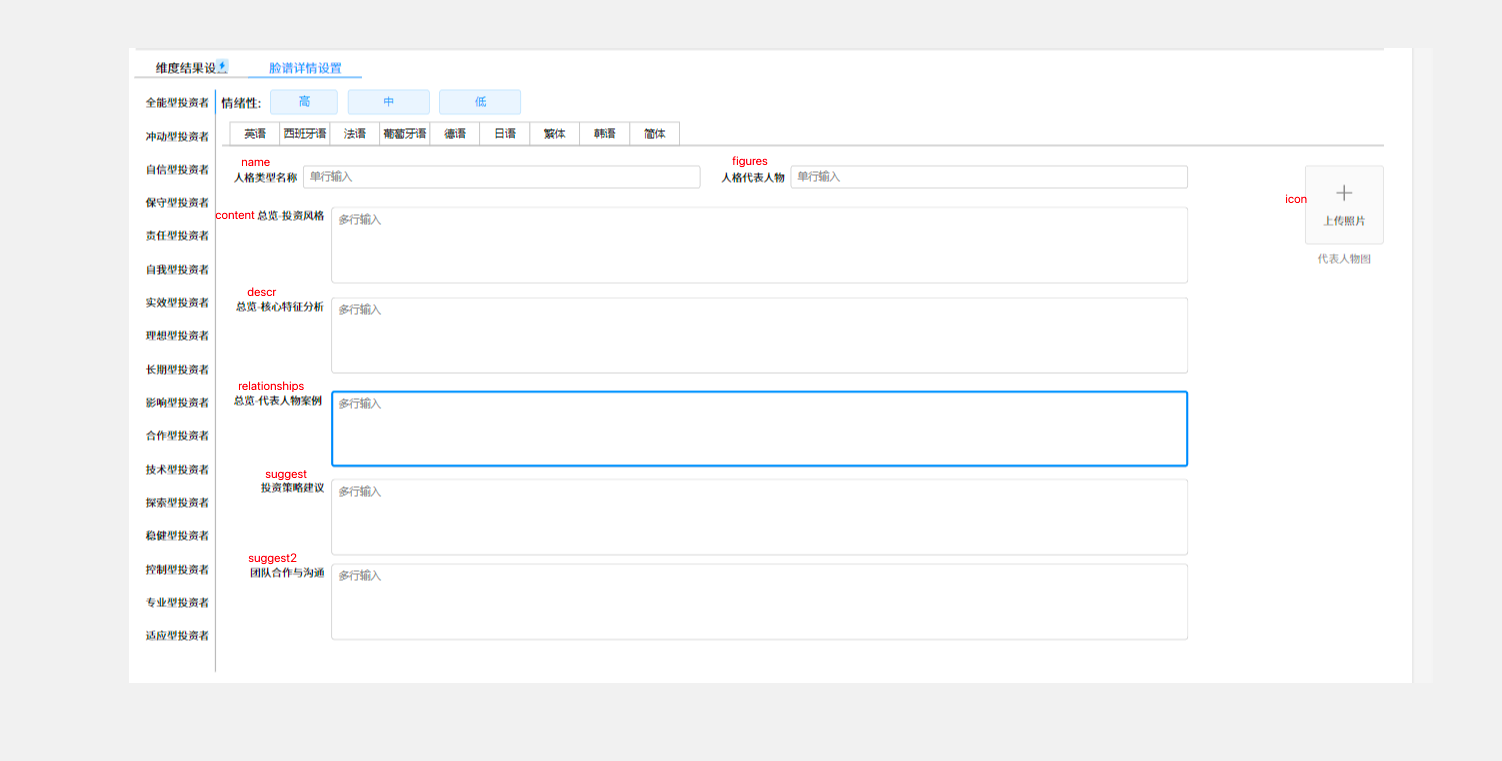 维度结果设
脸谱详情设置
全能型投资者
冲动型投资者
自信型投资者
保守型投资者
责任型投资者
自我型投资者
实效型投资者
理想型投资者
长期型投资者
影响型投资者
合作型投资者
技术型投资者
探索型投资者
稳健型投资者
控制型投资者
专业型投资者
适应型投资者
情绪性: 高 中 低
英语 西班牙语 法语 葡萄牙语 德语 日语 繁体 韩语 简体
name
人格类型名称 单行输入
figures
人格代表人物 单行输入
icon
上传照片
代表人物图
content 总览-投资风格 多行输入
descr
总览-核心特征分析 多行输入
relationships
总览-代表人物案例 多行输入
suggest
投资策略建议 多行输入
suggest2
团队合作与沟通 多行输入